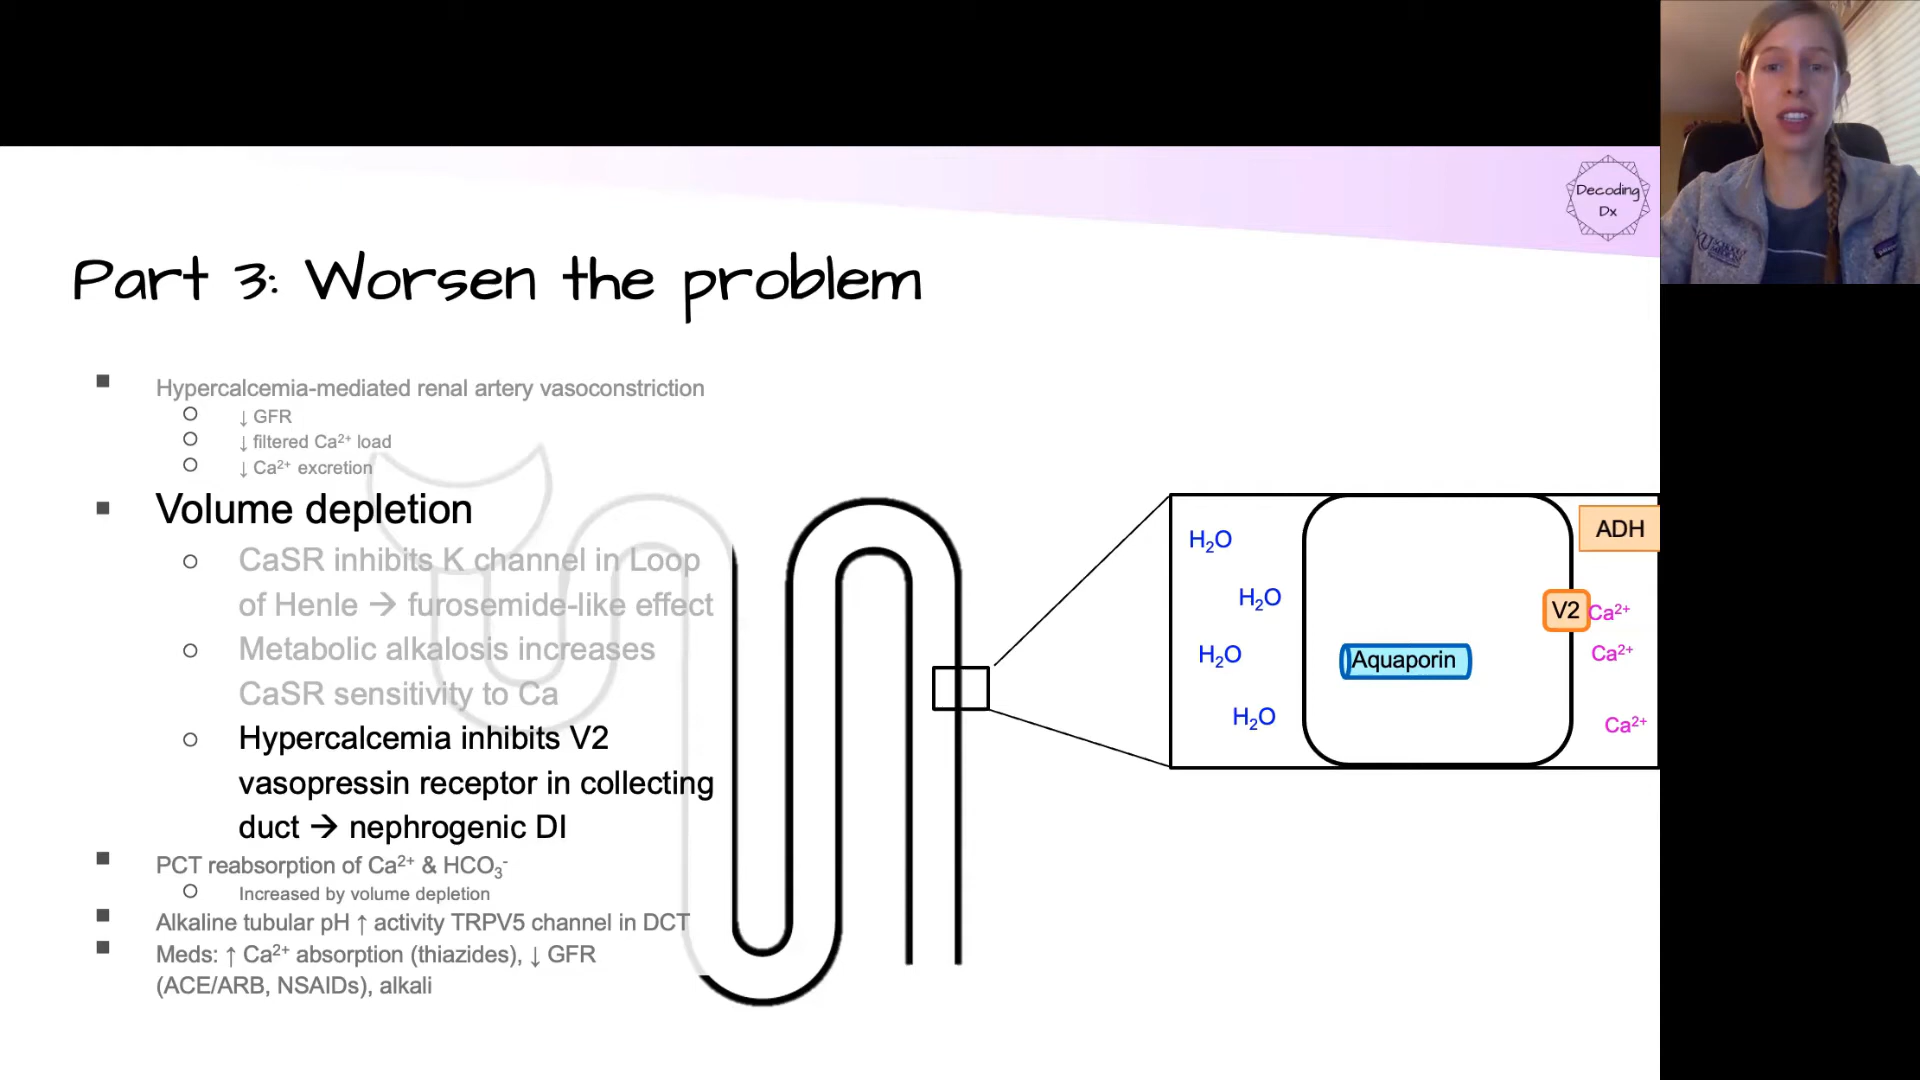 Decoding
Dx
Part 3: Worsen the problem
Hypercalcemia-mediated renal artery vasoconstriction
↓ GFR
↓ filtered Ca²⁺ load
↓ Ca²⁺ excretion
Volume depletion
CaSR inhibits K channel in Loop
of Henle → furosemide-like effect
Metabolic alkalosis increases
CaSR sensitivity to Ca
Hypercalcemia inhibits V2
vasopressin receptor in collecting
duct → nephrogenic DI
PCT reabsorption of Ca²⁺ & HCO₃⁻
Increased by volume depletion
Alkaline tubular pH ↑ activity TRPV5 channel in DCT
Meds: ↑ Ca²⁺ absorption (thiazides), ↓ GFR
(ACE/ARB, NSAIDs), alkali
H₂O
H₂O
H₂O
H₂O
Aquaporin
ADH
V2
Ca²⁺
Ca²⁺
Ca²⁺